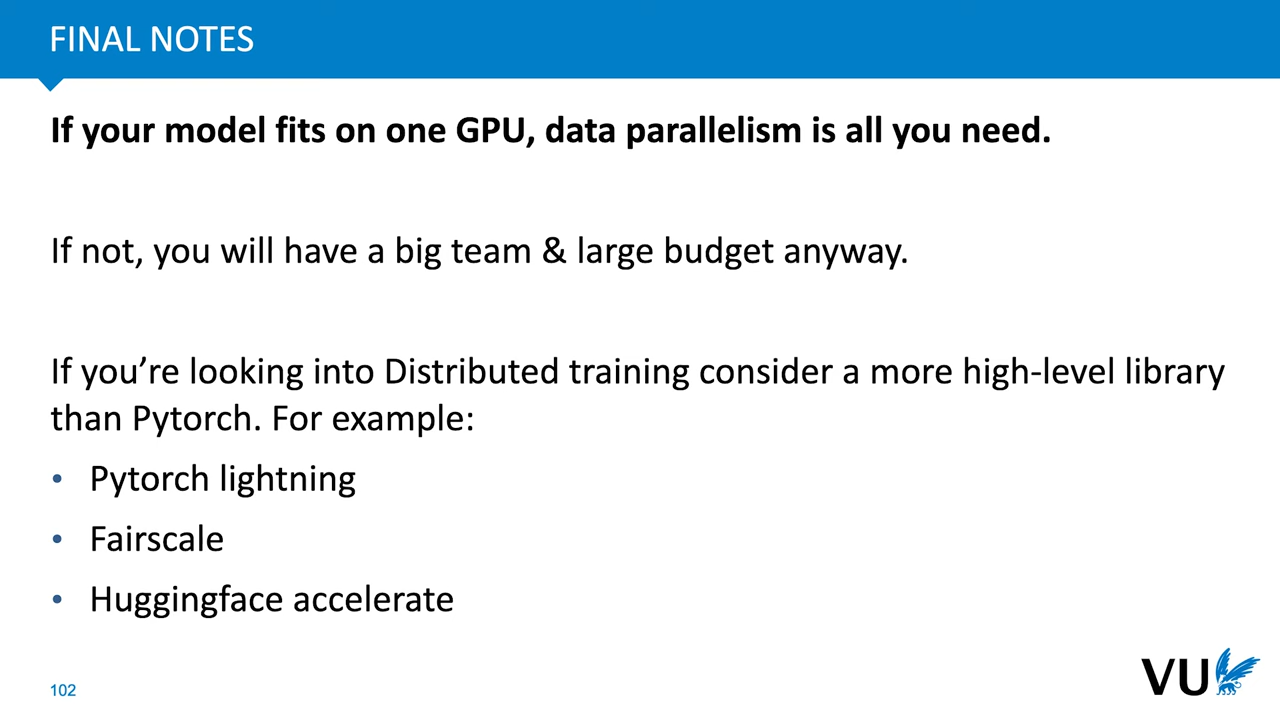 FINAL NOTES
If your model fits on one GPU, data parallelism is all you need.
If not, you will have a big team & large budget anyway.
If you’re looking into Distributed training consider a more high-level library
than Pytorch. For example:
• Pytorch lightning
• Fairscale
• Huggingface accelerate
102
VU